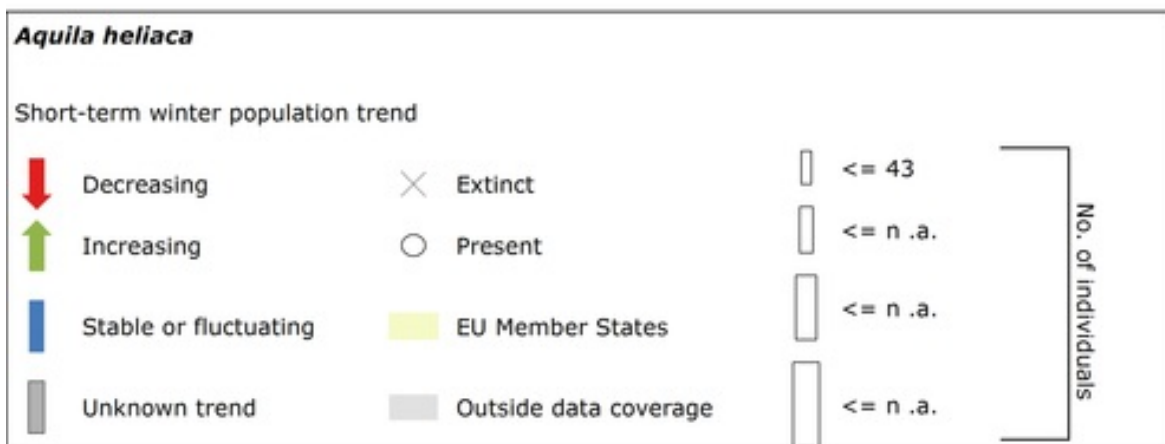 Aquila heliaca
Short-term winter population trend
Decreasing
Extinct
<= 43
Increasing
Present
<= n .a.
Stable or fluctuating
EU Member States
<= n .a.
Unknown trend
Outside data coverage
<= n .a.
No. of individuals